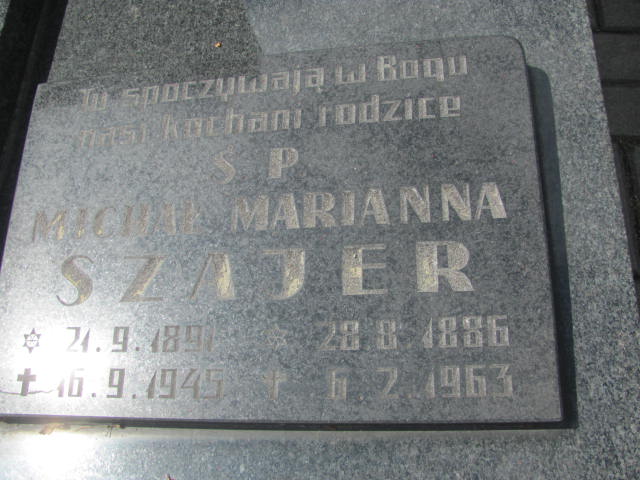 Tu spoczywają w Bogu
nasi kochani rodzice
Ś P
MICHAŁ MARIANNA
SZAJER
21.9.1891 28.8.1886
16.9.1945 6.2.1963